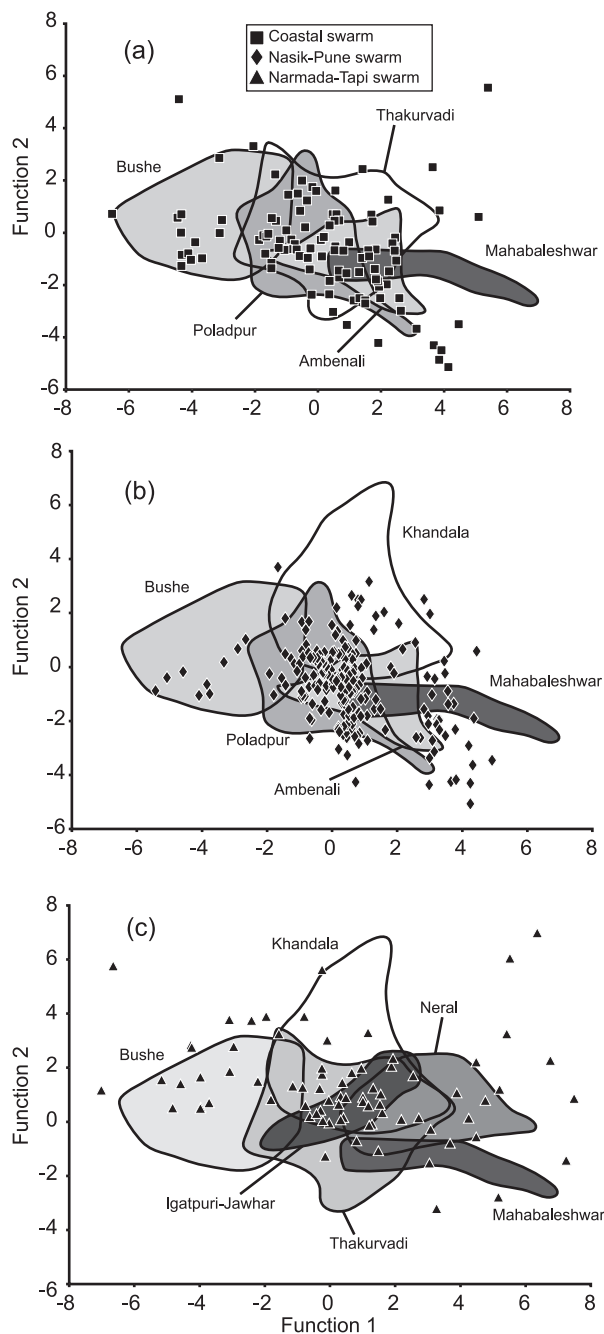 8
(a)
Coastal swarm
Nasik-Pune swarm
Narmada-Tapi swarm
6
4
Thakurvadi
Bushe
2
Function 2
0
Mahabaleshwar
-2
Poladpur
Ambenali
-4
-6
-8 -6 -4 -2 0 2 4 6 8
8
(b)
6
Khandala
4
Bushe
2
Function 2
0
Mahabaleshwar
-2
Poladpur
Ambenali
-4
-6
-8 -6 -4 -2 0 2 4 6 8
8
(c)
Khandala
6
Neral
4
Bushe
2
Function 2
0
Igatpuri-Jawhar
-2
Mahabaleshwar
Thakurvadi
-4
-6
-8 -6 -4 -2 0 2 4 6 8
Function 1